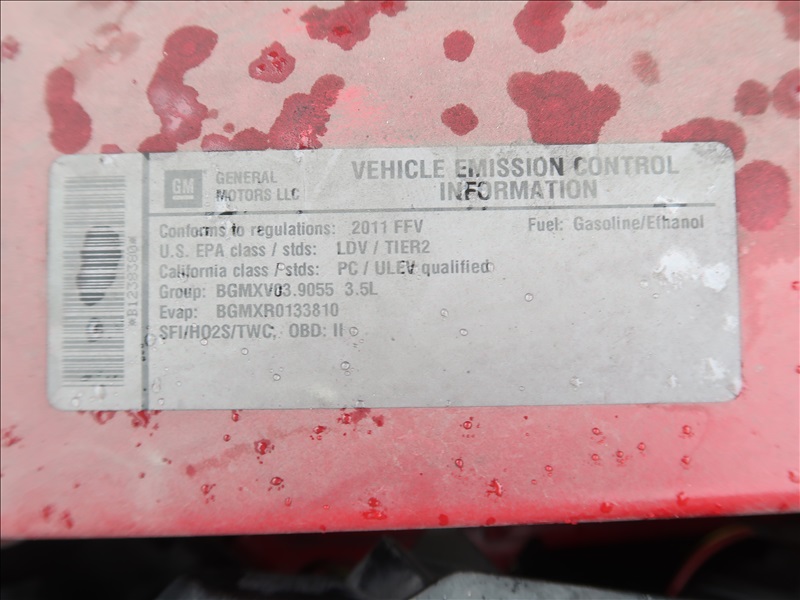 GM
GENERAL
MOTORS LLC
VEHICLE EMISSION CONTROL
INFORMATION
Conforms to regulations: 2011 FFV
Fuel: Gasoline/Ethanol
U.S. EPA class / stds: LDV / TIER2
California class / stds: PC / ULEV qualified
Group: BGMXV03.9055 3.5L
Evap: BGMXR0133810
SFI/HO2S/TWC, OBD: II
*B1238380*